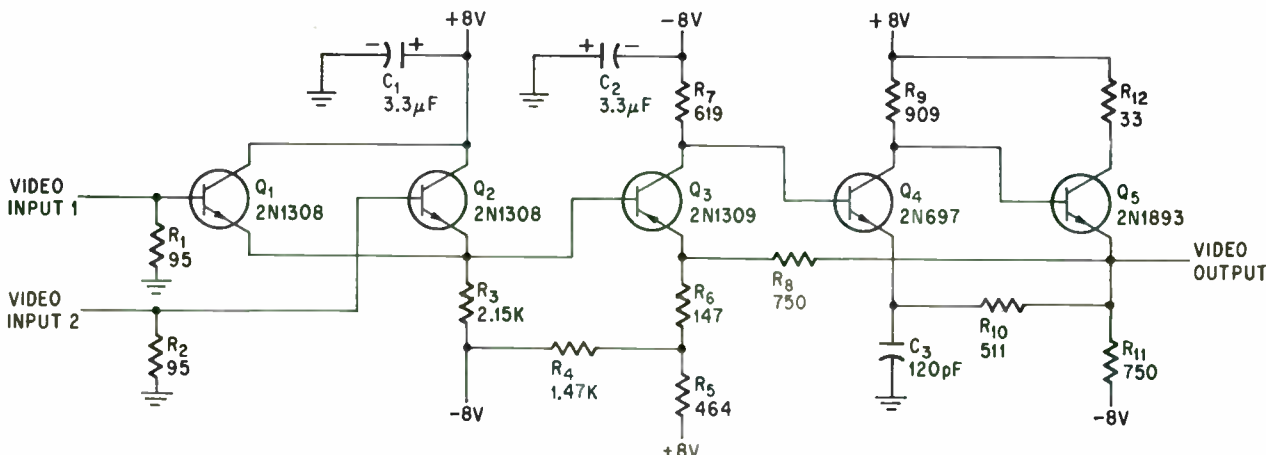 +8V
-8V
+8V
C1
3.3µF
C2
3.3µF
R7
619
R9
909
R12
33
VIDEO
INPUT 1
Q1
2N1308
Q2
2N1308
Q3
2N1309
Q4
2N697
Q5
2N1893
R1
95
VIDEO
OUTPUT
R8
750
R3
2.15K
R6
147
VIDEO
INPUT 2
R2
95
R4
1.47K
R5
464
C3
120pF
R10
511
R11
750
-8V
+8V
-8V